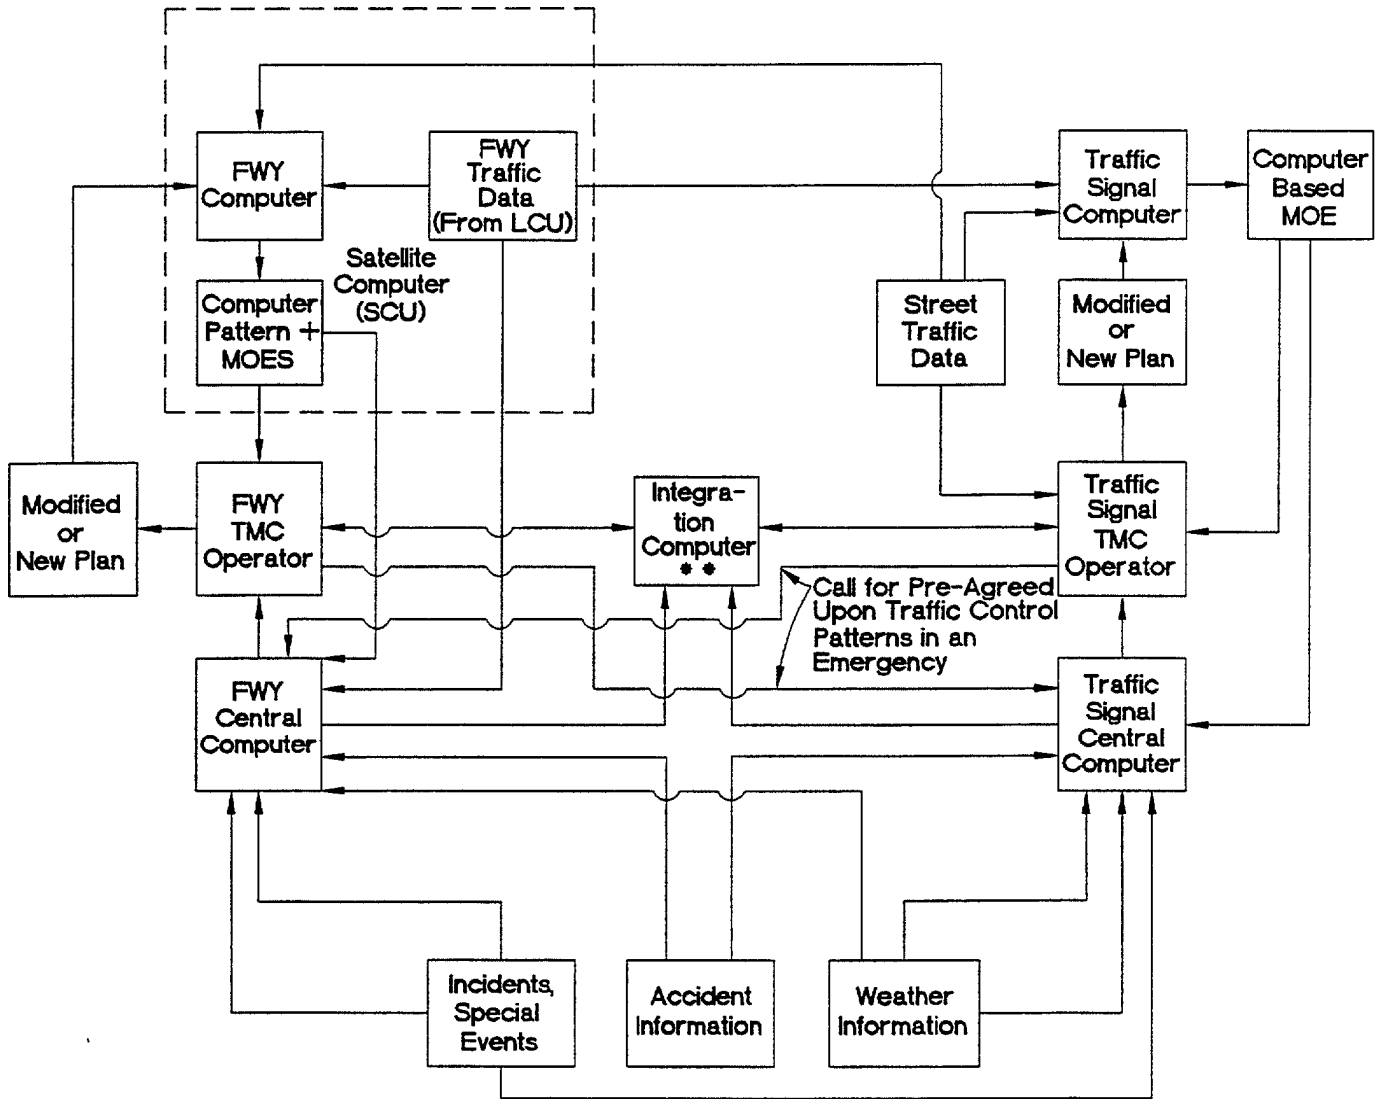 FWY
Computer
FWY
Traffic
Data
(From LCU)
Traffic
Signal
Computer
Computer
Based
MOE
Satellite
Computer
(SCU)
Computer
Pattern +
MOES
Street
Traffic
Data
Modified
or
New Plan
Modified
or
New Plan
FWY
TMC
Operator
Integra-
tion
Computer
* *
Traffic
Signal
TMC
Operator
Call for Pre-Agreed
Upon Traffic Control
Patterns in an
Emergency
FWY
Central
Computer
Traffic
Signal
Central
Computer
Incidents,
Special
Events
Accident
Information
Weather
Information